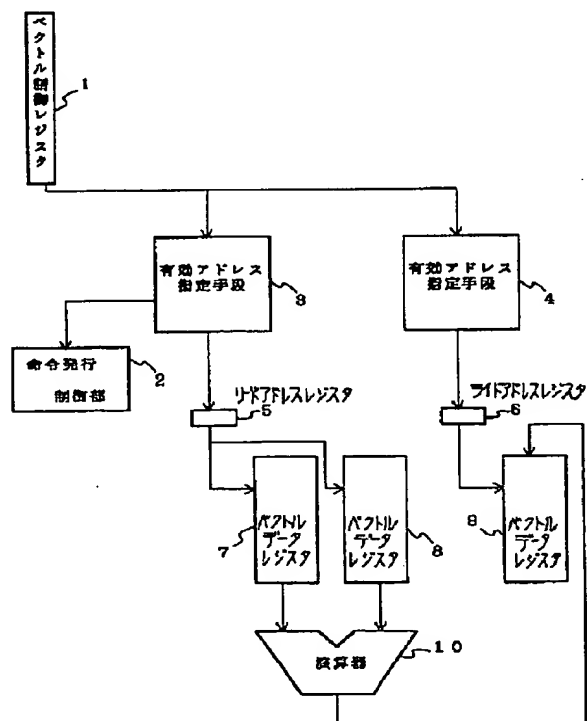 ベクトル制御レジスタ
1
有効アドレス
指定手段
3
有効アドレス
指定手段
4
命令発行
制御部
2
リードアドレスレジスタ
5
ライトアドレスレジスタ
6
7
ベクトル
データ
レジスタ
ベクトル
データ
レジスタ
8
9
ベクトル
データ
レジスタ
演算器
10